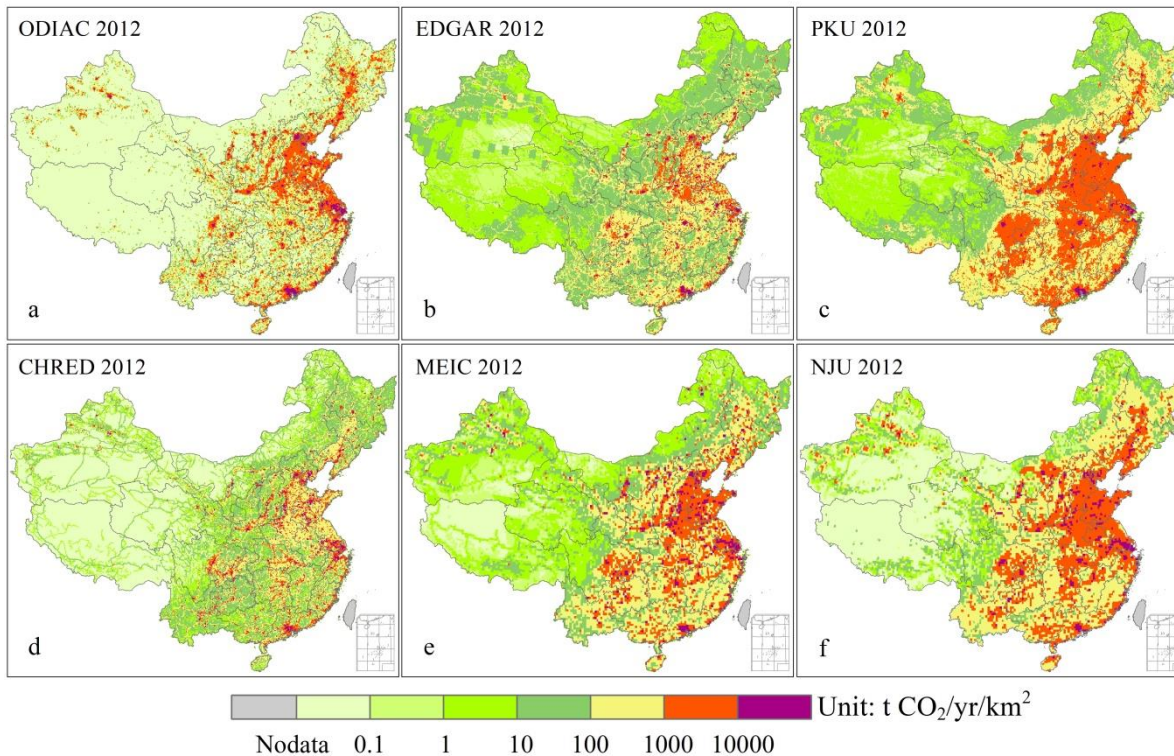 ODIAC 2012
EDGAR 2012
PKU 2012
a
b
c
CHRED 2012
MEIC 2012
NJU 2012
d
e
f
Unit: t CO₂/yr/km²
Nodata 0.1 1 10 100 1000 10000